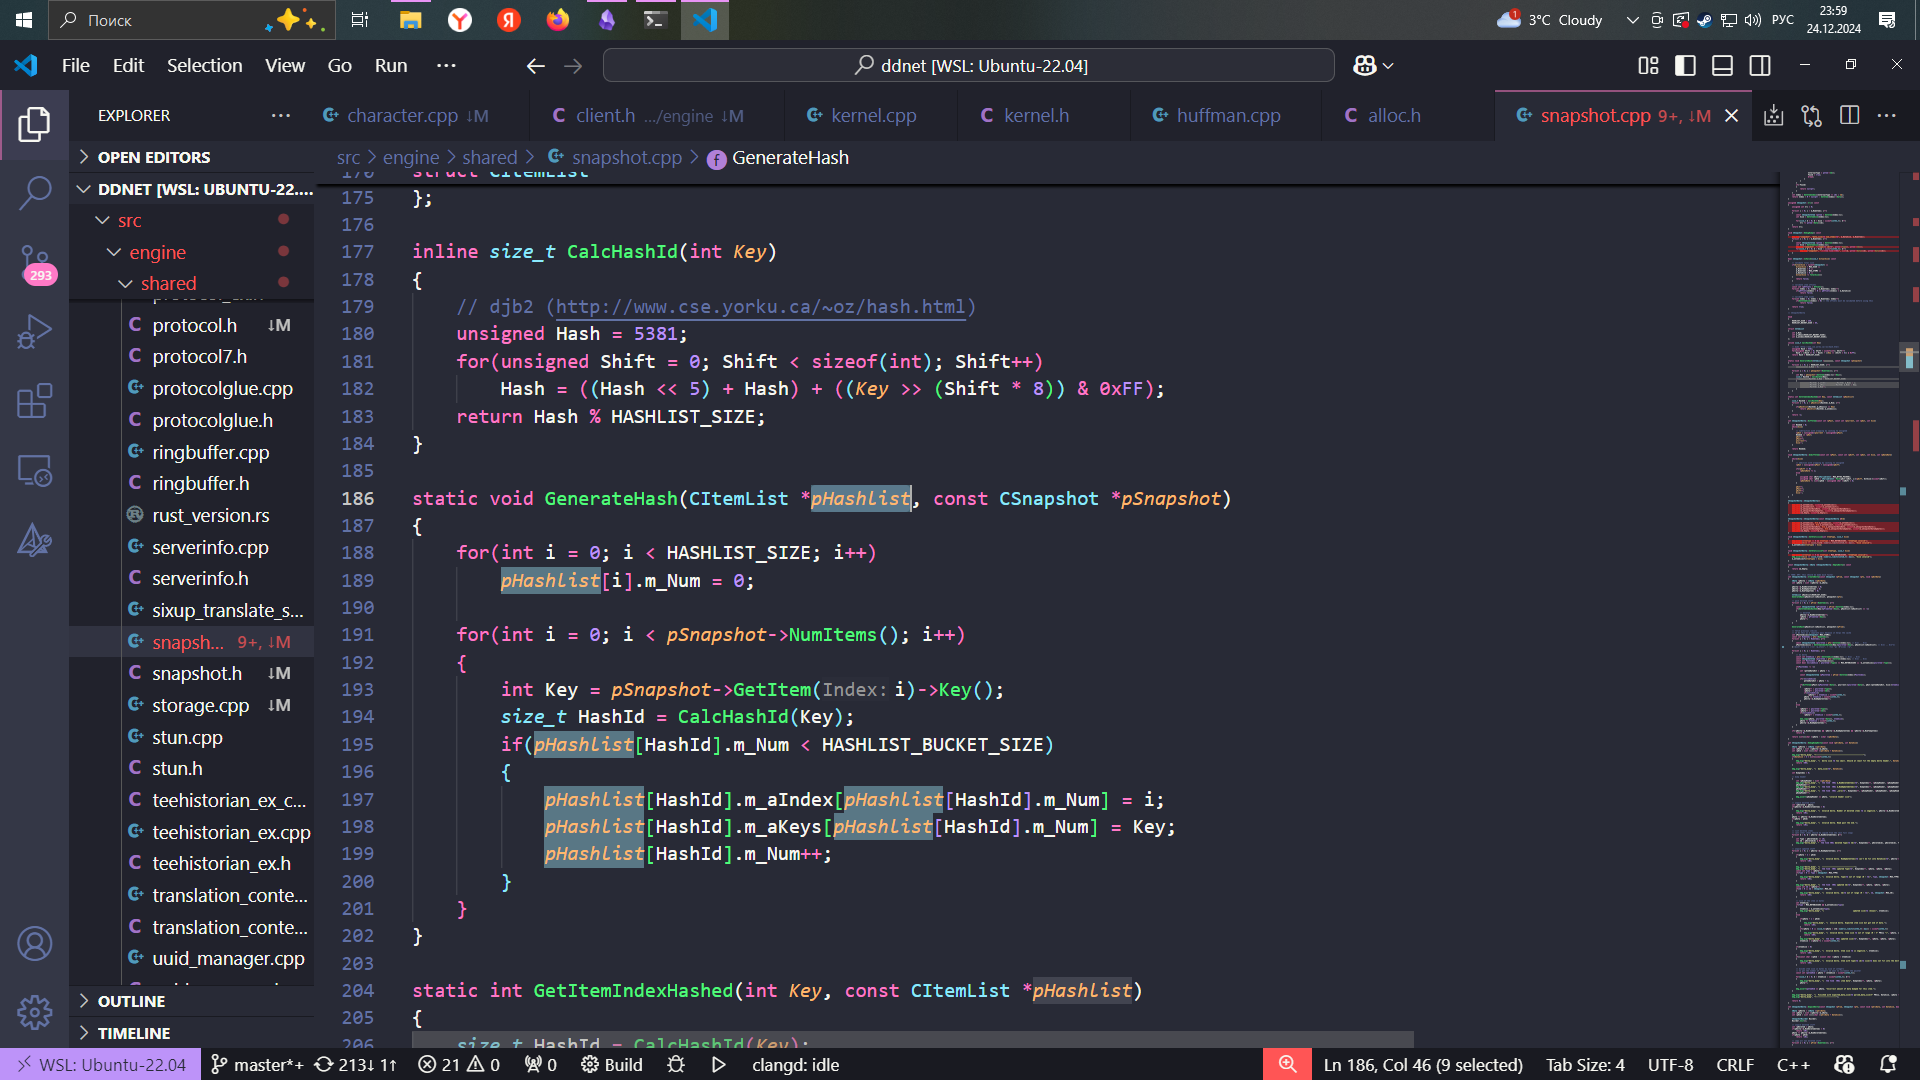 Поиск
3°C Cloudy
РУС
23:59
24.12.2024
File Edit Selection View Go Run ...
ddnet [WSL: Ubuntu-22.04]
EXPLORER
character.cpp ↓M
client.h .../engine ↓M
kernel.cpp
kernel.h
huffman.cpp
alloc.h
snapshot.cpp 9+, ↓M
OPEN EDITORS
DDNET [WSL: UBUNTU-22....
src
engine
shared
protocol.h ↓M
protocol7.h
protocolglue.cpp
protocolglue.h
ringbuffer.cpp
ringbuffer.h
rust_version.rs
serverinfo.cpp
serverinfo.h
sixup_translate_s...
snapsh... 9+, ↓M
snapshot.h ↓M
storage.cpp ↓M
stun.cpp
stun.h
teehistorian_ex_c...
teehistorian_ex.cpp
teehistorian_ex.h
translation_conte...
translation_conte...
uuid_manager.cpp
OUTLINE
TIMELINE
293
src > engine > shared > snapshot.cpp > GenerateHash
170 struct CItemList
175 };
176
177 inline size_t CalcHashId(int Key)
178 {
179 // djb2 (http://www.cse.yorku.ca/~oz/hash.html)
180 unsigned Hash = 5381;
181 for(unsigned Shift = 0; Shift < sizeof(int); Shift++)
182 Hash = ((Hash << 5) + Hash) + ((Key >> (Shift * 8)) & 0xFF);
183 return Hash % HASHLIST_SIZE;
184 }
185
186 static void GenerateHash(CItemList *pHashlist, const CSnapshot *pSnapshot)
187 {
188 for(int i = 0; i < HASHLIST_SIZE; i++)
189 pHashlist[i].m_Num = 0;
190
191 for(int i = 0; i < pSnapshot->NumItems(); i++)
192 {
193 int Key = pSnapshot->GetItem(Index: i)->Key();
194 size_t HashId = CalcHashId(Key);
195 if(pHashlist[HashId].m_Num < HASHLIST_BUCKET_SIZE)
196 {
197 pHashlist[HashId].m_aIndex[pHashlist[HashId].m_Num] = i;
198 pHashlist[HashId].m_aKeys[pHashlist[HashId].m_Num] = Key;
199 pHashlist[HashId].m_Num++;
200 }
201 }
202 }
203
204 static int GetItemIndexHashed(int Key, const CItemList *pHashlist)
205 {
206 size_t HashId = CalcHashId(Key);
WSL: Ubuntu-22.04 master*+ 213↓ 1↑ 21 0 0 Build clangd: idle Ln 186, Col 46 (9 selected) Tab Size: 4 UTF-8 CRLF C++